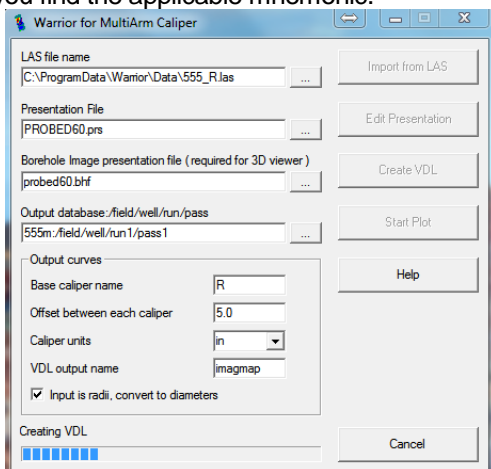 you find the applicable mnemonic.
Warrior for MultiArm Caliper
LAS file name
C:\ProgramData\Warrior\Data\555_R.las
...
Import from LAS
Presentation File
PROBED60.prs
...
Edit Presentation
Borehole Image presentation file (required for 3D viewer)
probed60.bhf
...
Create VDL
Output database:/field/well/run/pass
555m:/field/well/run1/pass1
...
Start Plot
Output curves
Help
Base caliper name
R
Offset between each caliper
5.0
Caliper units
in
VDL output name
imagmap
Input is radii, convert to diameters
Creating VDL
Cancel